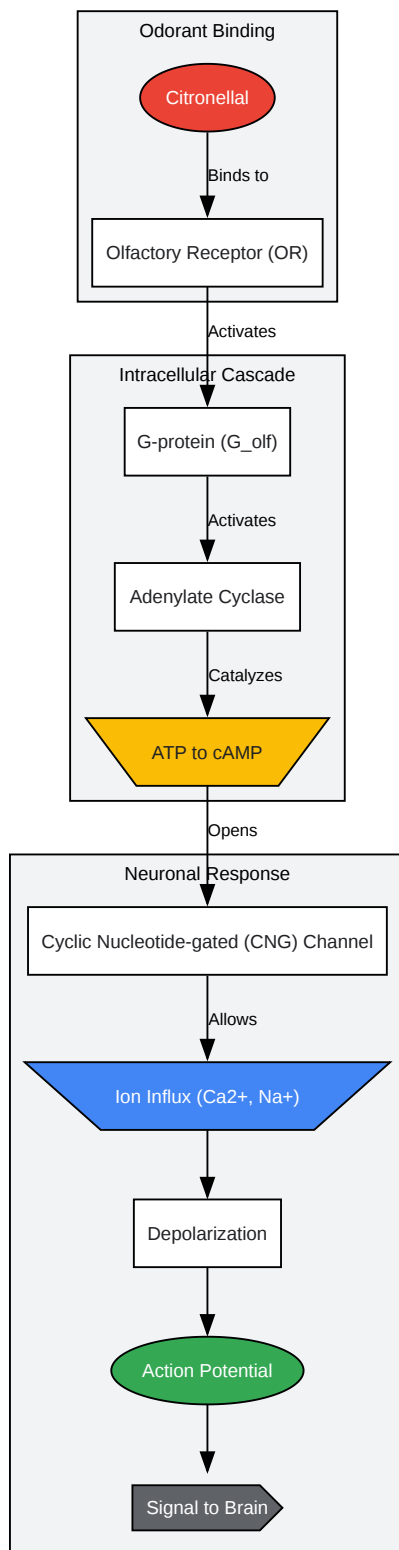 Odorant Binding
Citronellal
Binds to
Olfactory Receptor (OR)
Activates
Intracellular Cascade
G-protein (G_olf)
Activates
Adenylate Cyclase
Catalyzes
ATP to cAMP
Opens
Neuronal Response
Cyclic Nucleotide-gated (CNG) Channel
Allows
Ion Influx (Ca2+, Na+)
Depolarization
Action Potential
Signal to Brain